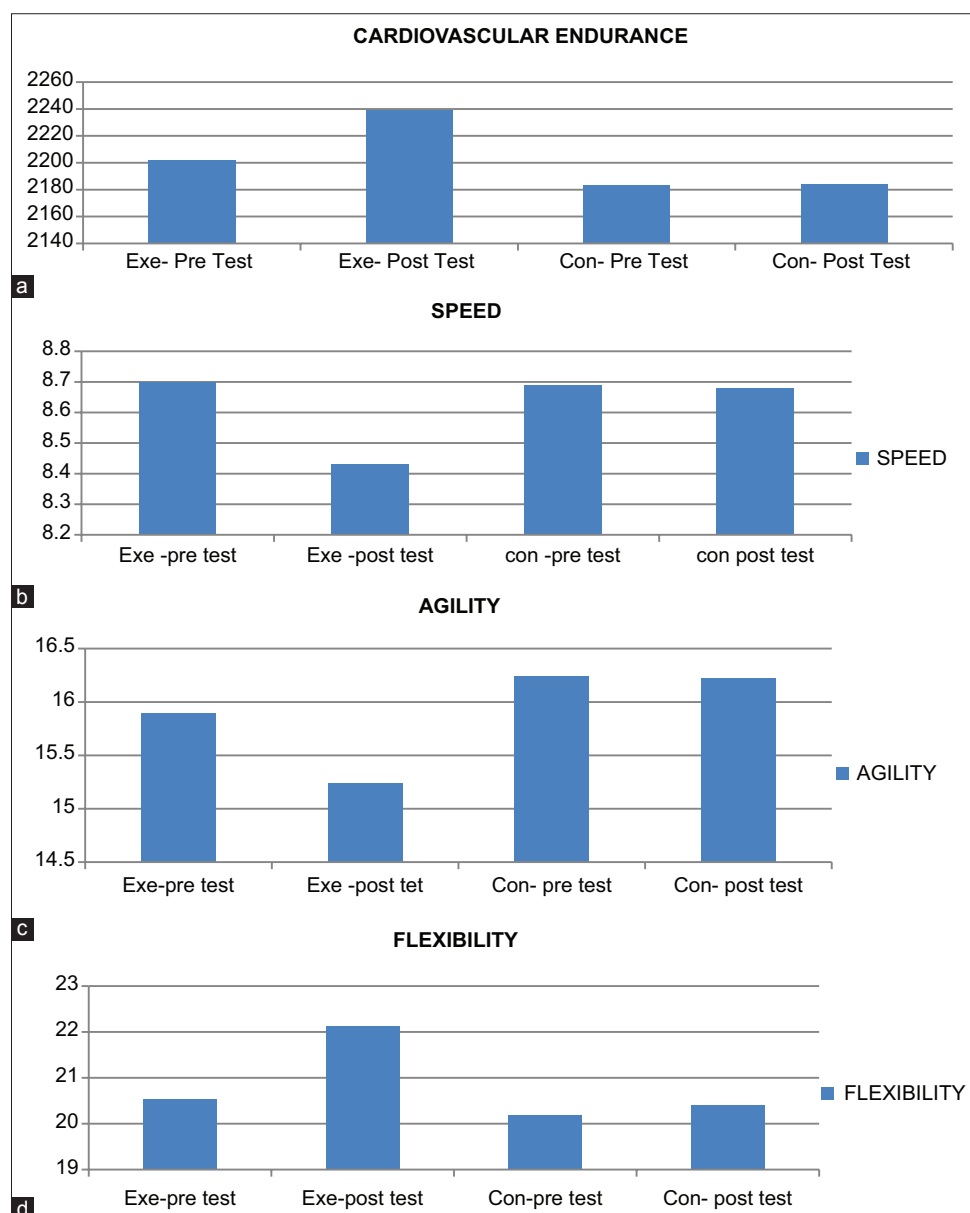 CARDIOVASCULAR ENDURANCE
2260
2240
2220
2200
2180
2160
2140
Exe- Pre Test Exe- Post Test Con- Pre Test Con- Post Test
a
SPEED
8.8
8.7
8.6
8.5
8.4
8.3
8.2
SPEED
Exe -pre test Exe -post test con -pre test con post test
b
AGILITY
16.5
16
15.5
15
14.5
AGILITY
Exe-pre test Exe -post tet Con- pre test Con- post test
c
FLEXIBILITY
23
22
21
20
19
FLEXIBILITY
Exe-pre test Exe-post test Con-pre test Con- post test
d